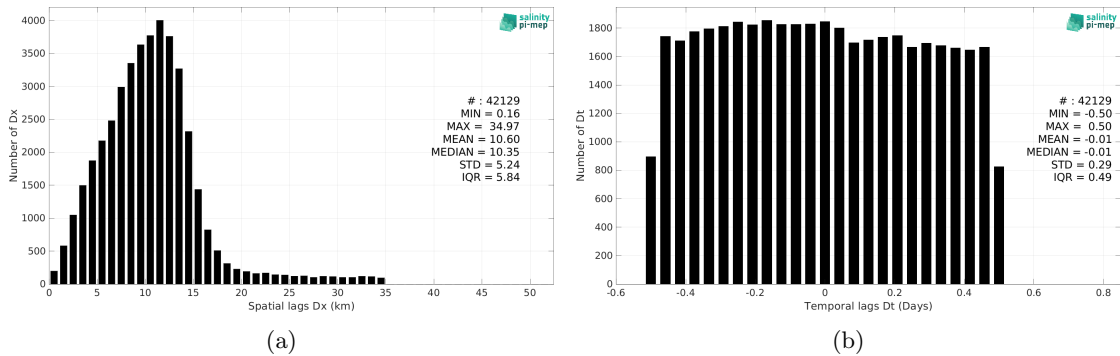 4000
3500
3000
2500
2000
1500
1000
500
0
Number of Dx
0 5 10 15 20 25 30 35 40 45 50
Spatial lags Dx (km)
salinity
pi-mep
# : 42129
MIN = 0.16
MAX = 34.97
MEAN = 10.60
MEDIAN = 10.35
STD = 5.24
IQR = 5.84
(a)
1800
1600
1400
1200
1000
800
600
400
200
0
Number of Dt
-0.6 -0.4 -0.2 0 0.2 0.4 0.6 0.8
Temporal lags Dt (Days)
salinity
pi-mep
# : 42129
MIN = -0.50
MAX = 0.50
MEAN = -0.01
MEDIAN = -0.01
STD = 0.29
IQR = 0.49
(b)